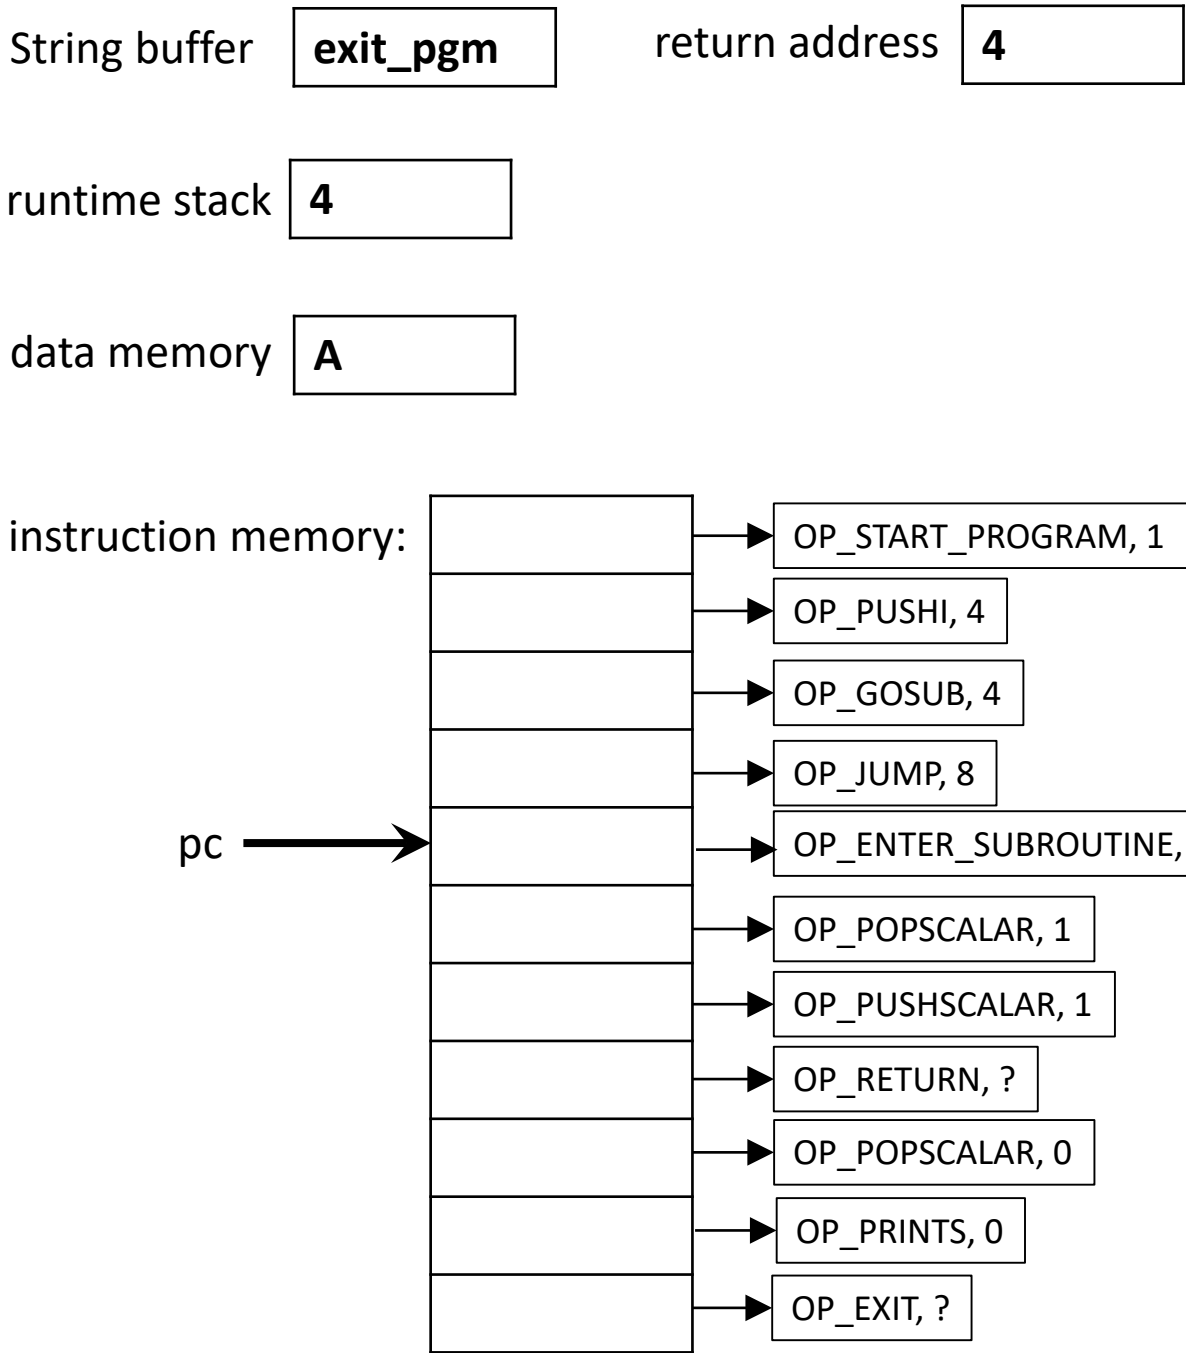 String buffer exit_pgm return address 4
runtime stack 4
data memory A
instruction memory: OP_START_PROGRAM, 1
OP_PUSHI, 4
OP_GOSUB, 4
OP_JUMP, 8
pc OP_ENTER_SUBROUTINE,
OP_POPSCALAR, 1
OP_PUSHSCALAR, 1
OP_RETURN, ?
OP_POPSCALAR, 0
OP_PRINTS, 0
OP_EXIT, ?